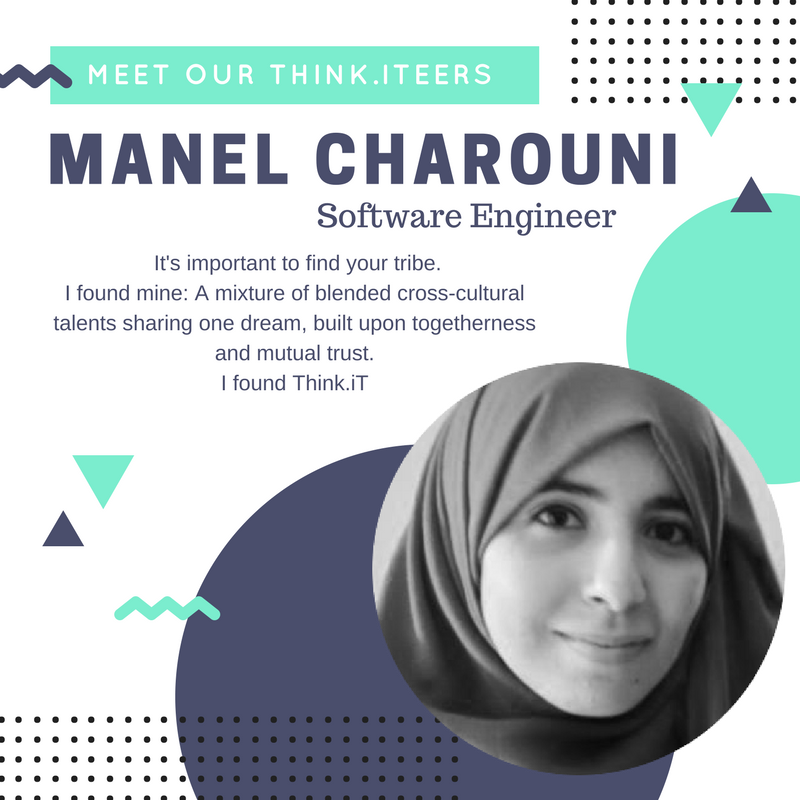 MEET OUR THINK.ITEERS
MANEL CHAROUNI
Software Engineer
It's important to find your tribe.
I found mine: A mixture of blended cross-cultural
talents sharing one dream, built upon togetherness
and mutual trust.
I found Think.iT